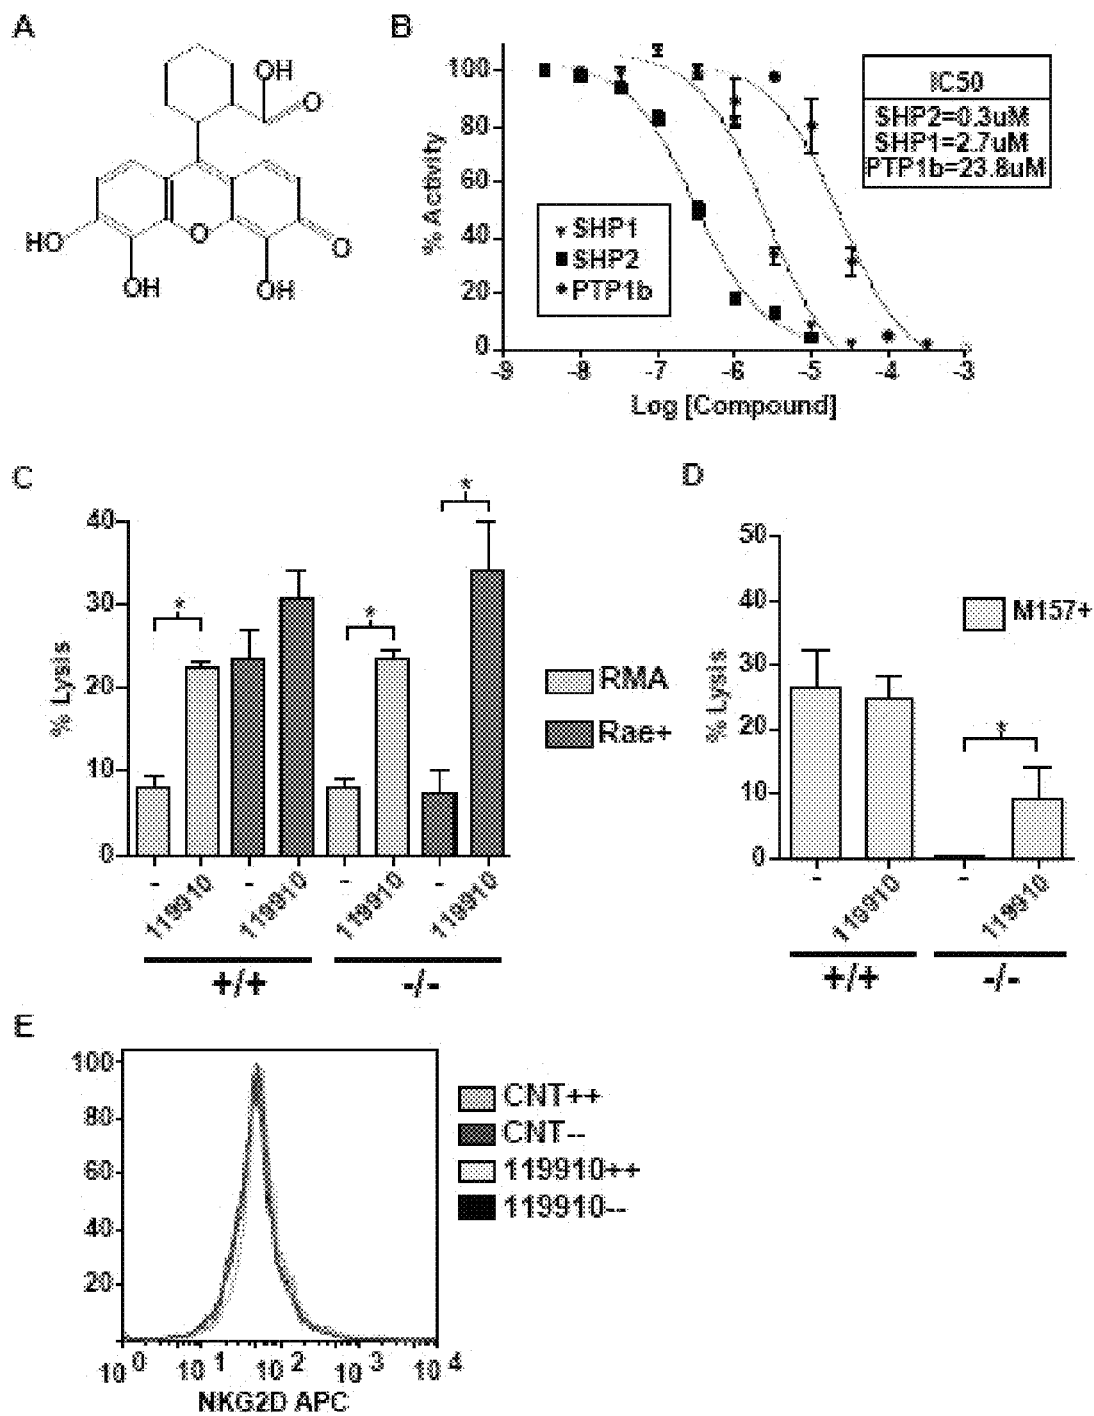 A
OH
O
HO
O
O
OH
OH
B
% Activity
100
80
60
40
20
0
-9 -8 -7 -6 -5 -4 -3
Log [Compound]
SHP1
SHP2
PTP1b
IC50
SHP2=0.3uM
SHP1=2.7uM
PTP1b=23.8uM
C
% Lysis
40
30
20
10
0
* * *
- 119910 - 119910 - 119910 - 119910
+/+ -/-
RMA
Rae+
D
% Lysis
50
40
30
20
10
0
*
M157+
- 119910 - 119910
+/+ -/-
E
100
80
60
40
20
10^0 10^1 10^2 10^3 10^4
NKG2D APC
CNT++
CNT--
119910++
119910--